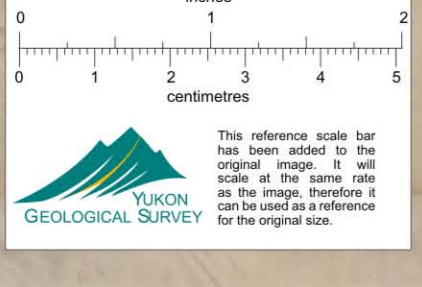 inches
0 1 2
0 1 2 3 4 5
centimetres
This reference scale bar
has been added to the
original image. It will
scale at the same rate
as the image, therefore it
can be used as a reference
for the original size.
YUKON
GEOLOGICAL SURVEY